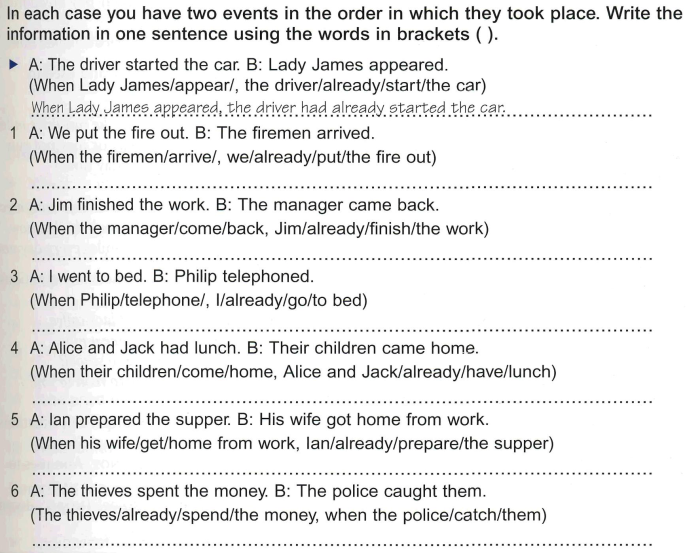 In each case you have two events in the order in which they took place. Write the
information in one sentence using the words in brackets ( ).
► A: The driver started the car. B: Lady James appeared.
(When Lady James/appear/, the driver/already/start/the car)
When Lady James appeared, the driver had already started the car.
1 A: We put the fire out. B: The firemen arrived.
(When the firemen/arrive/, we/already/put/the fire out)
2 A: Jim finished the work. B: The manager came back.
(When the manager/come/back, Jim/already/finish/the work)
3 A: I went to bed. B: Philip telephoned.
(When Philip/telephone/, I/already/go/to bed)
4 A: Alice and Jack had lunch. B: Their children came home.
(When their children/come/home, Alice and Jack/already/have/lunch)
5 A: Ian prepared the supper. B: His wife got home from work.
(When his wife/get/home from work, Ian/already/prepare/the supper)
6 A: The thieves spent the money. B: The police caught them.
(The thieves/already/spend/the money, when the police/catch/them)